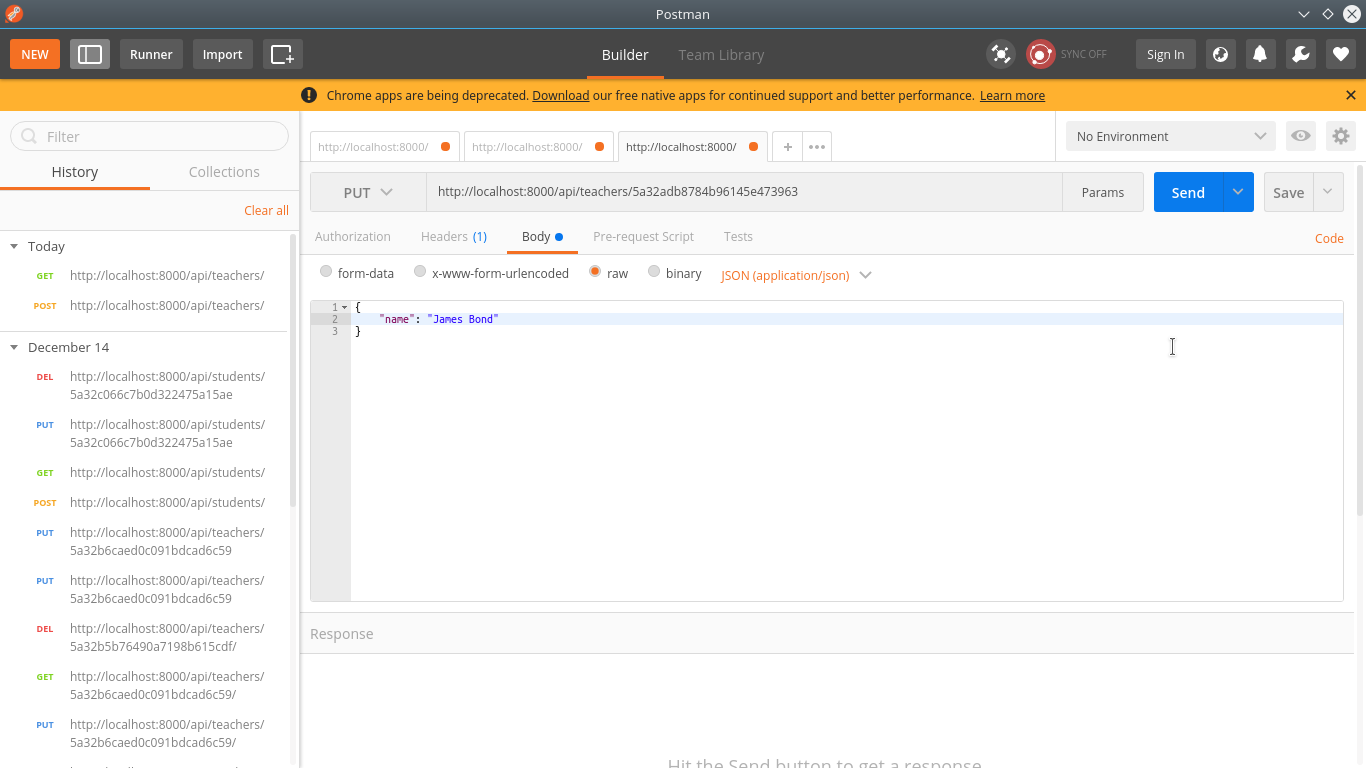 Postman
NEW
Runner
Import
Builder
Team Library
SYNC OFF
Sign In
Chrome apps are being deprecated. Download our free native apps for continued support and better performance. Learn more
Filter
History
Collections
Clear all
Today
GET http://localhost:8000/api/teachers/
POST http://localhost:8000/api/teachers/
December 14
DEL http://localhost:8000/api/students/
5a32c066c7b0d322475a15ae
PUT http://localhost:8000/api/students/
5a32c066c7b0d322475a15ae
GET http://localhost:8000/api/students/
POST http://localhost:8000/api/students/
PUT http://localhost:8000/api/teachers/
5a32b6caed0c091bdcad6c59
PUT http://localhost:8000/api/teachers/
5a32b6caed0c091bdcad6c59
DEL http://localhost:8000/api/teachers/
5a32b5b76490a7198b615cdf/
GET http://localhost:8000/api/teachers/
5a32b6caed0c091bdcad6c59/
PUT http://localhost:8000/api/teachers/
5a32b6caed0c091bdcad6c59/
http://localhost:8000/
http://localhost:8000/
http://localhost:8000/
No Environment
PUT
http://localhost:8000/api/teachers/5a32adb8784b96145e473963
Params
Send
Save
Authorization
Headers (1)
Body
Pre-request Script
Tests
Code
form-data
x-www-form-urlencoded
raw
binary
JSON (application/json)
1 {
2 "name": "James Bond"
3 }
Response
Hit the Send button to get a response